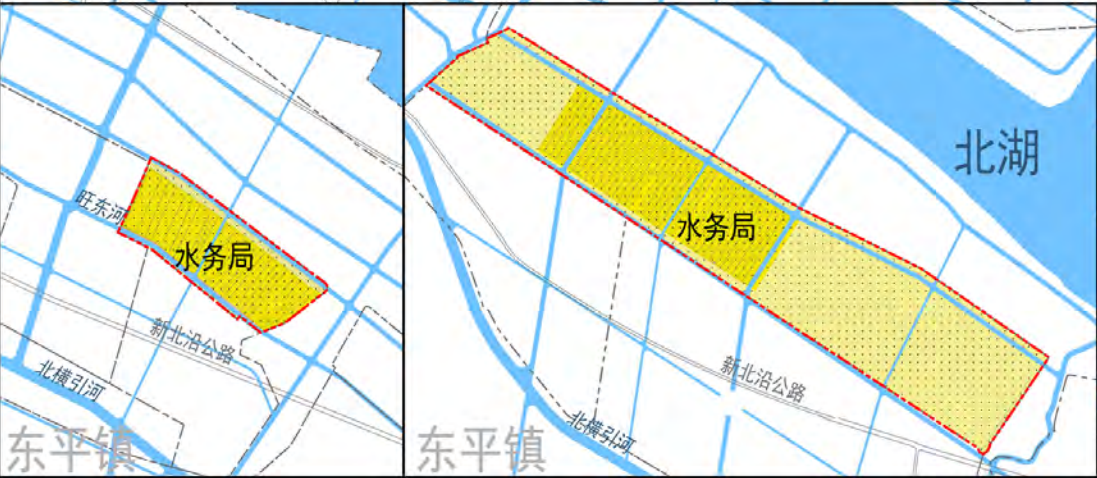 旺东河
水务局
新北沿公路
北横引河
东平镇
北湖
水务局
新北沿公路
北横引河
东平镇